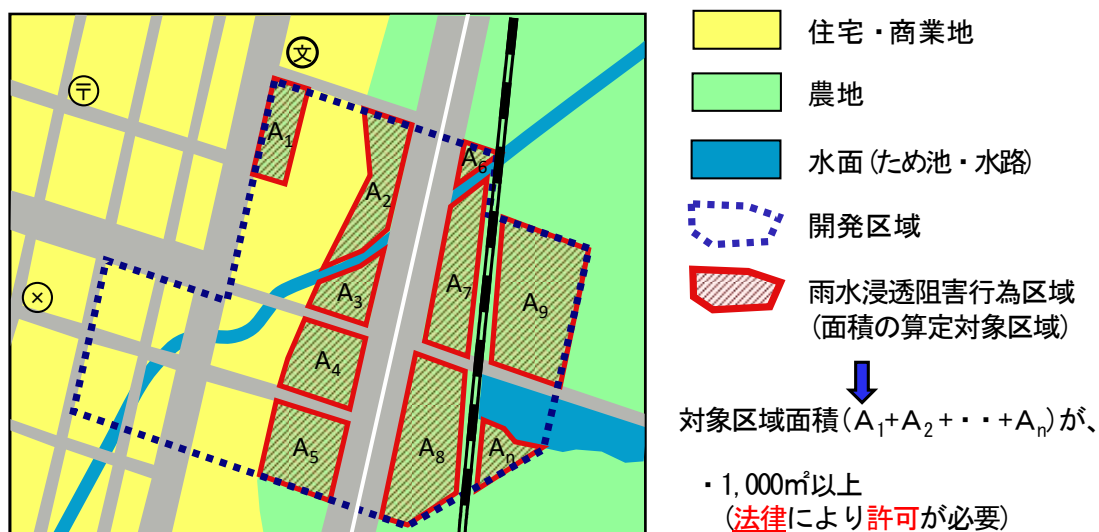 住宅・商業地
農地
水面(ため池・水路)
開発区域
雨水浸透阻害行為区域
(面積の算定対象区域)
対象区域面積(A1+A2+・・+An)が、
・1,000㎡以上
(法律により許可が必要)
文
〒
A1
A2
A6
A3
A7
A9
A4
A5
A8
An